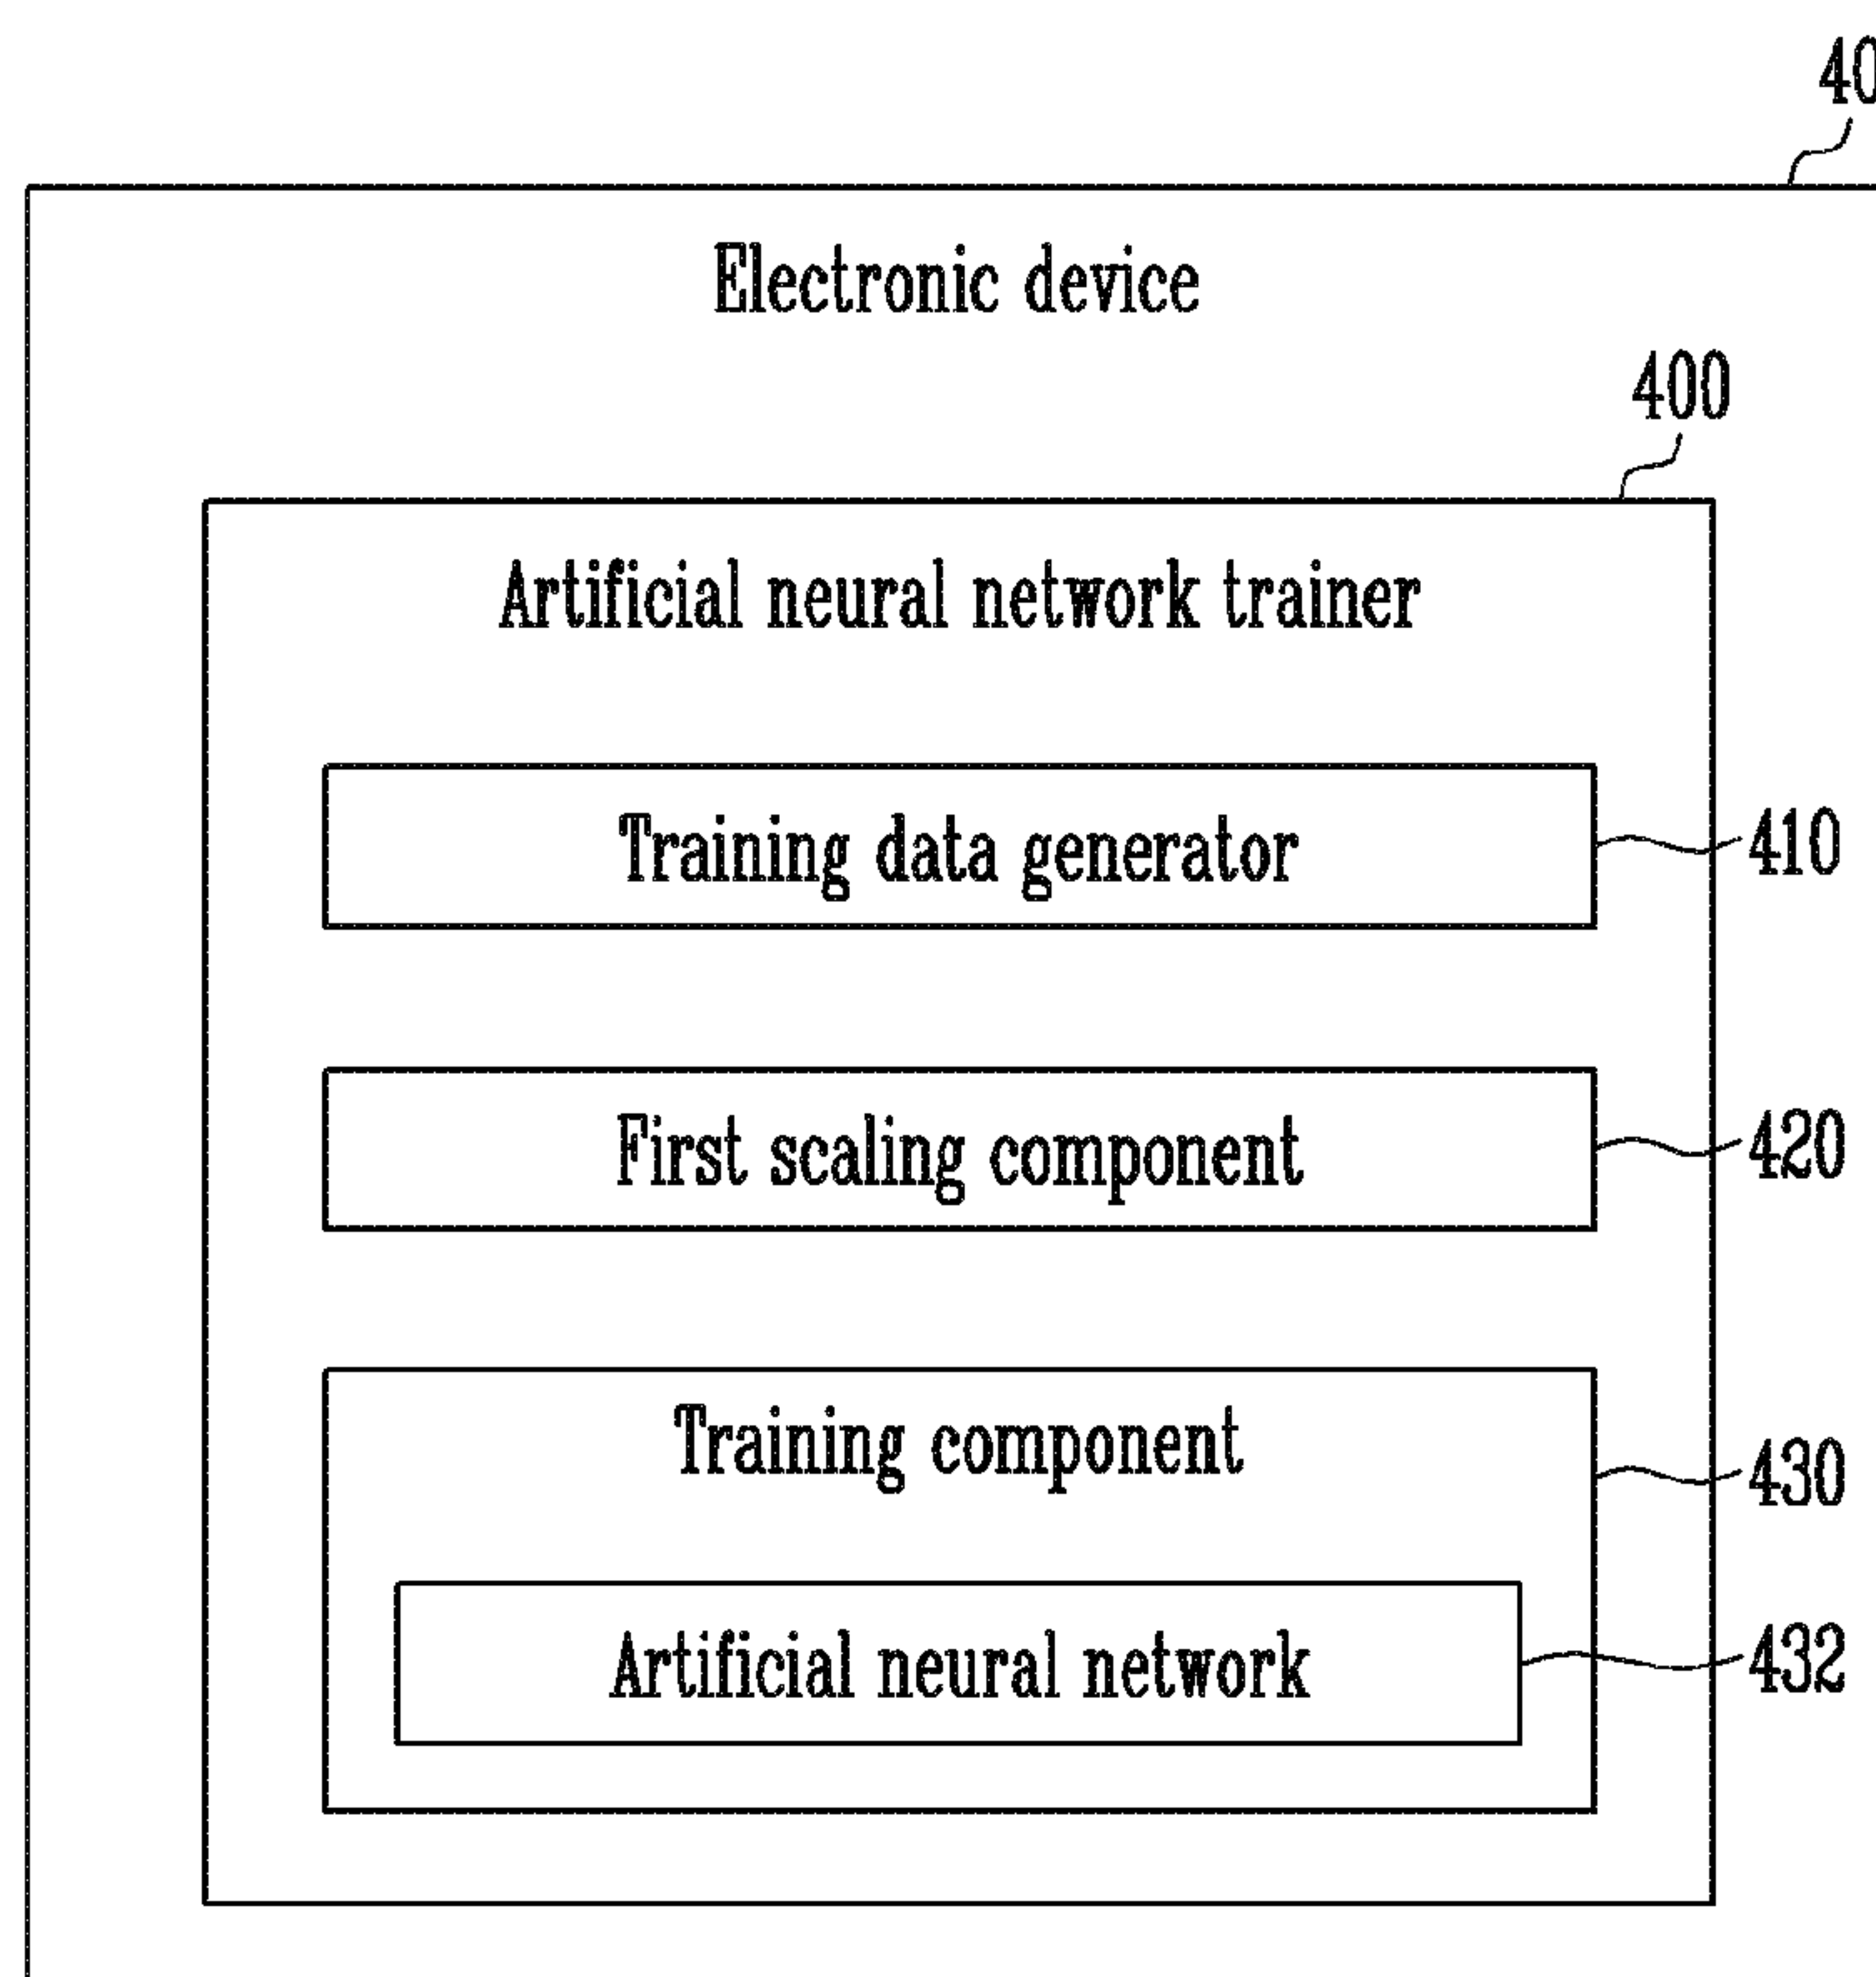 Electronic device
400
Artificial neural network trainer
Training data generator
410
First scaling component
420
Training component
430
Artificial neural network
432